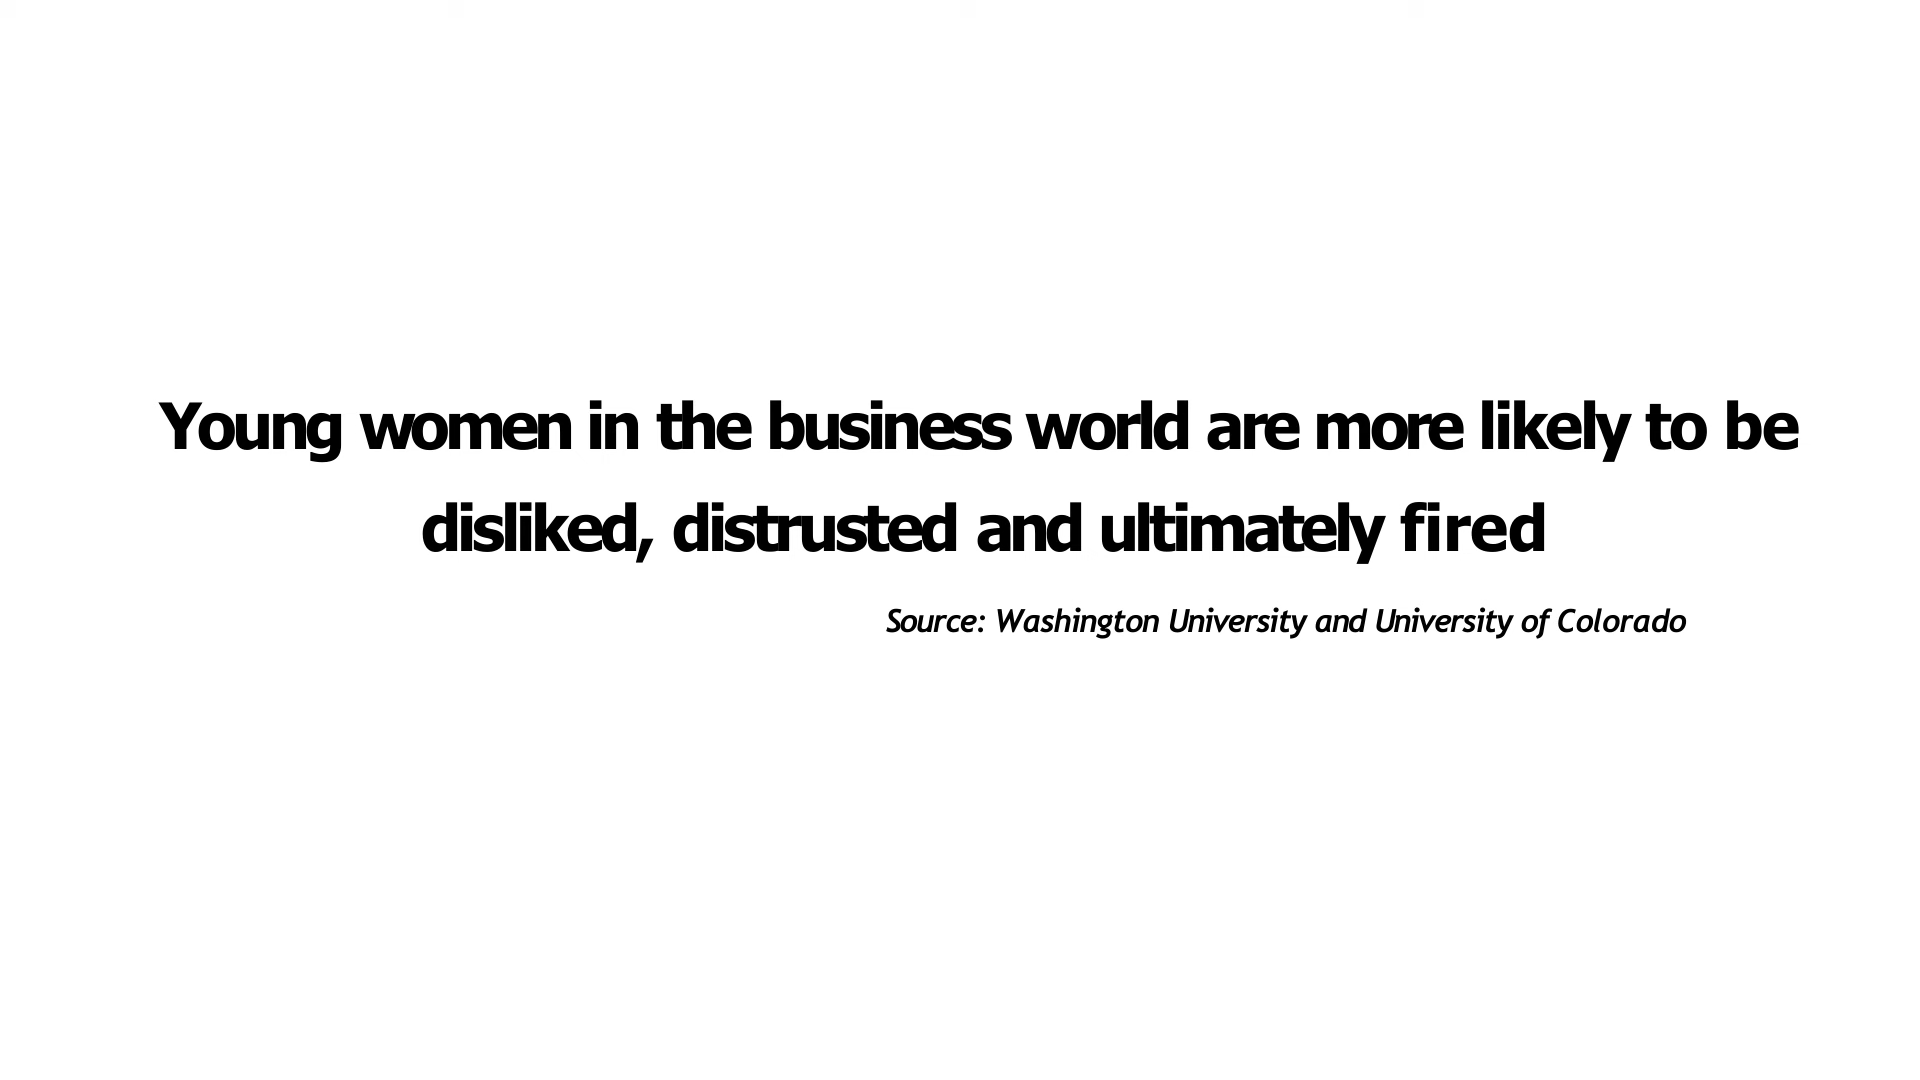 Young women in the business world are more likely to be
disliked, distrusted and ultimately fired
Source: Washington University and University of Colorado